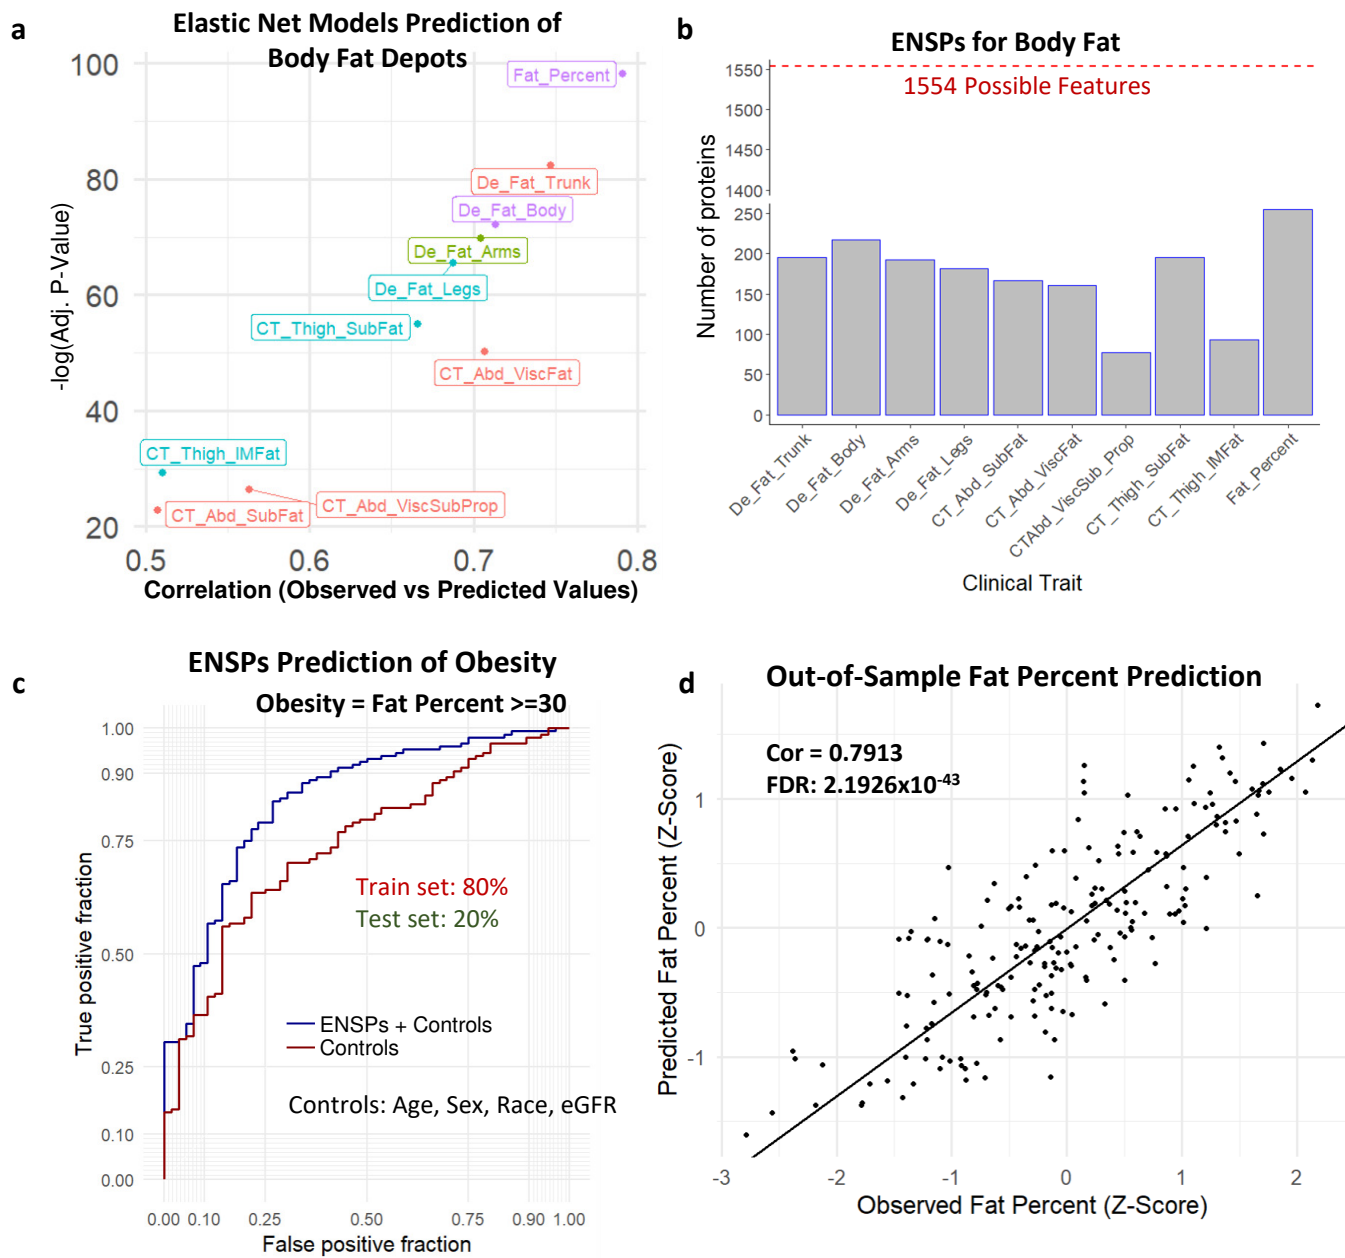 a
Elastic Net Models Prediction of
Body Fat Depots
100
80
60
40
20
-log(Adj. P-Value)
Fat_Percent
De_Fat_Trunk
De_Fat_Body
De_Fat_Arms
De_Fat_Legs
CT_Thigh_SubFat
CT_Abd_ViscFat
CT_Thigh_IMFat
CT_Abd_ViscSubProp
CT_Abd_SubFat
0.5 0.6 0.7 0.8
Correlation (Observed vs Predicted Values)
b
ENSPs for Body Fat
1554 Possible Features
1550
1500
1450
1400
250
200
150
100
50
0
Number of proteins
De_Fat_Trunk
De_Fat_Body
De_Fat_Arms
De_Fat_Legs
CT_Abd_SubFat
CT_Abd_ViscFat
CTAbd_ViscSub_Prop
CT_Thigh_SubFat
CT_Thigh_IMFat
Fat_Percent
Clinical Trait
c
ENSPs Prediction of Obesity
Obesity = Fat Percent >=30
1.00
0.90
0.75
0.50
0.25
0.10
0.00
True positive fraction
Train set: 80%
Test set: 20%
ENSPs + Controls
Controls
Controls: Age, Sex, Race, eGFR
0.00 0.10 0.25 0.50 0.75 0.90 1.00
False positive fraction
d
Out-of-Sample Fat Percent Prediction
Cor = 0.7913
FDR: 2.1926x10-43
1
0
-1
Predicted Fat Percent (Z-Score)
-3 -2 -1 0 1 2
Observed Fat Percent (Z-Score)